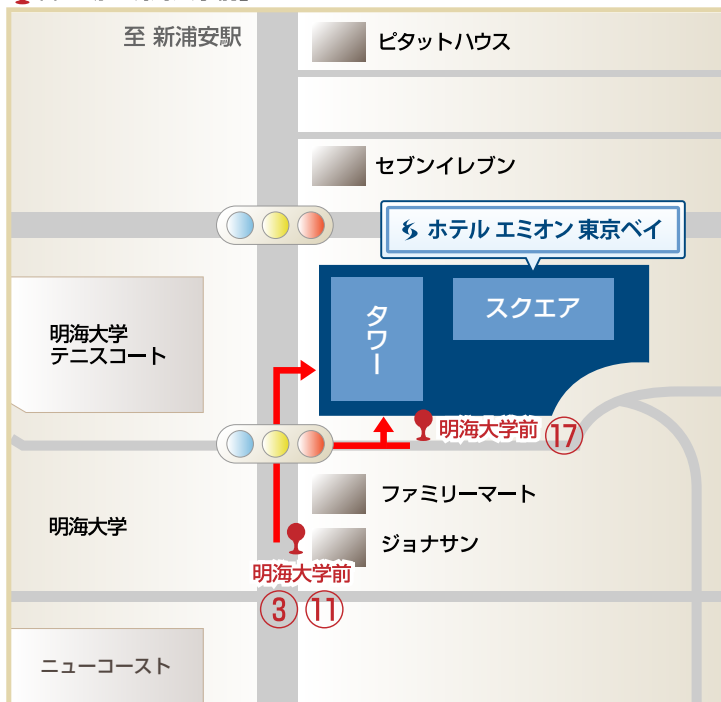 至 新浦安駅
ピタットハウス
セブンイレブン
ホテル エミオン 東京ベイ
スクエア
タワー
明海大学
テニスコート
明海大学前 ⑰
ファミリーマート
明海大学
ジョナサン
明海大学前
③ ⑪
ニューコースト